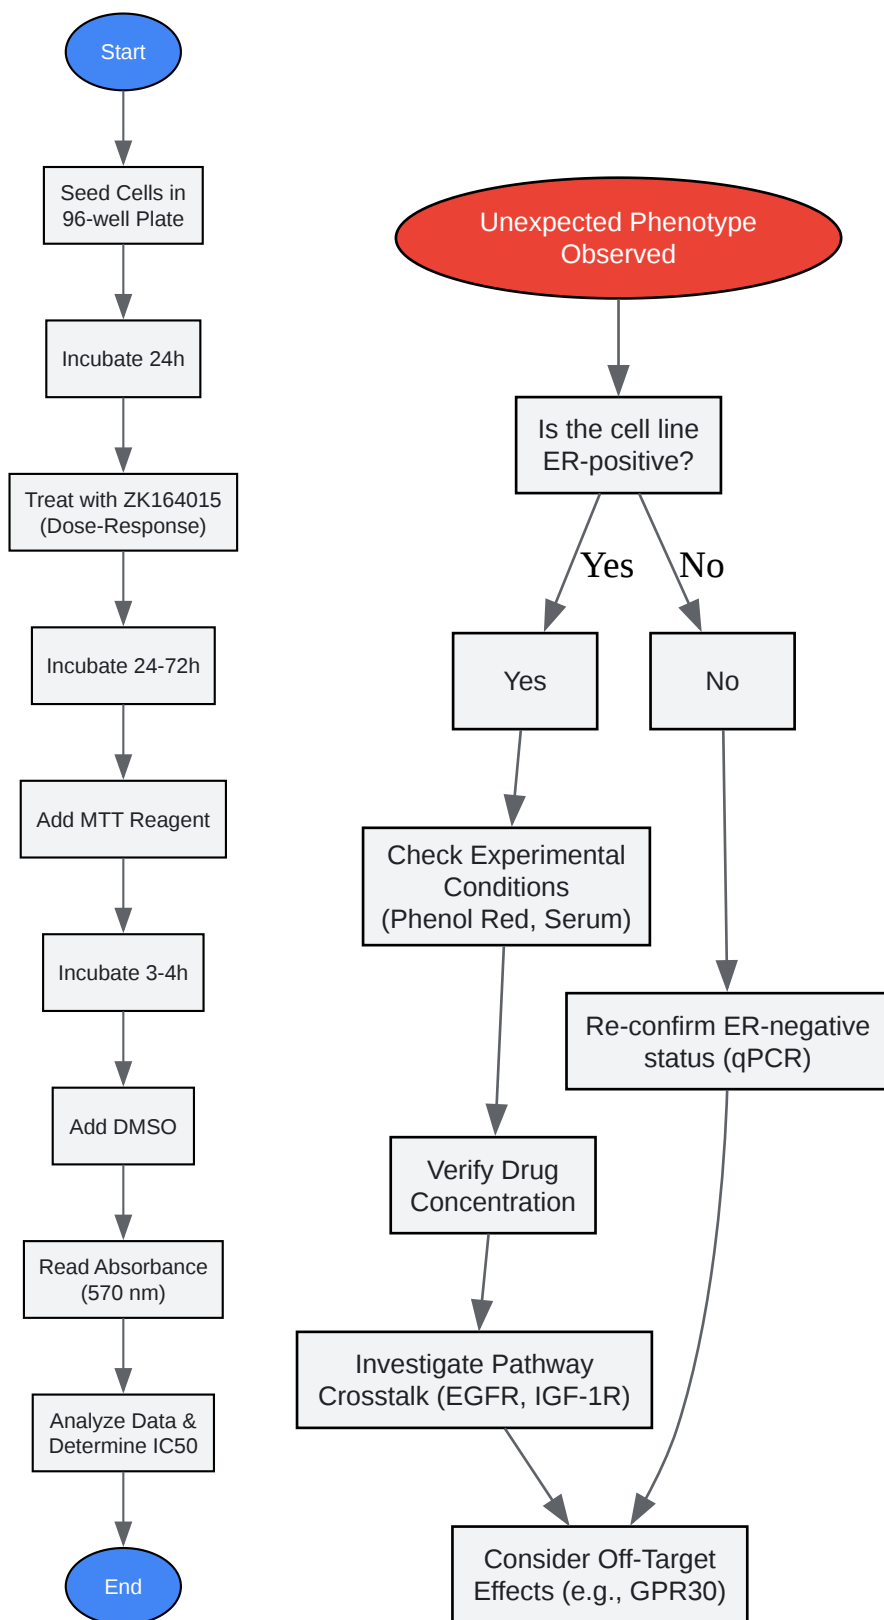 Start
Seed Cells in
96-well Plate
Incubate 24h
Treat with ZK164015
(Dose-Response)
Incubate 24-72h
Add MTT Reagent
Incubate 3-4h
Add DMSO
Read Absorbance
(570 nm)
Analyze Data &
Determine IC50
End
Unexpected Phenotype
Observed
Is the cell line
ER-positive?
Yes
No
Yes
No
Check Experimental
Conditions
(Phenol Red, Serum)
Re-confirm ER-negative
status (qPCR)
Verify Drug
Concentration
Investigate Pathway
Crosstalk (EGFR, IGF-1R)
Consider Off-Target
Effects (e.g., GPR30)